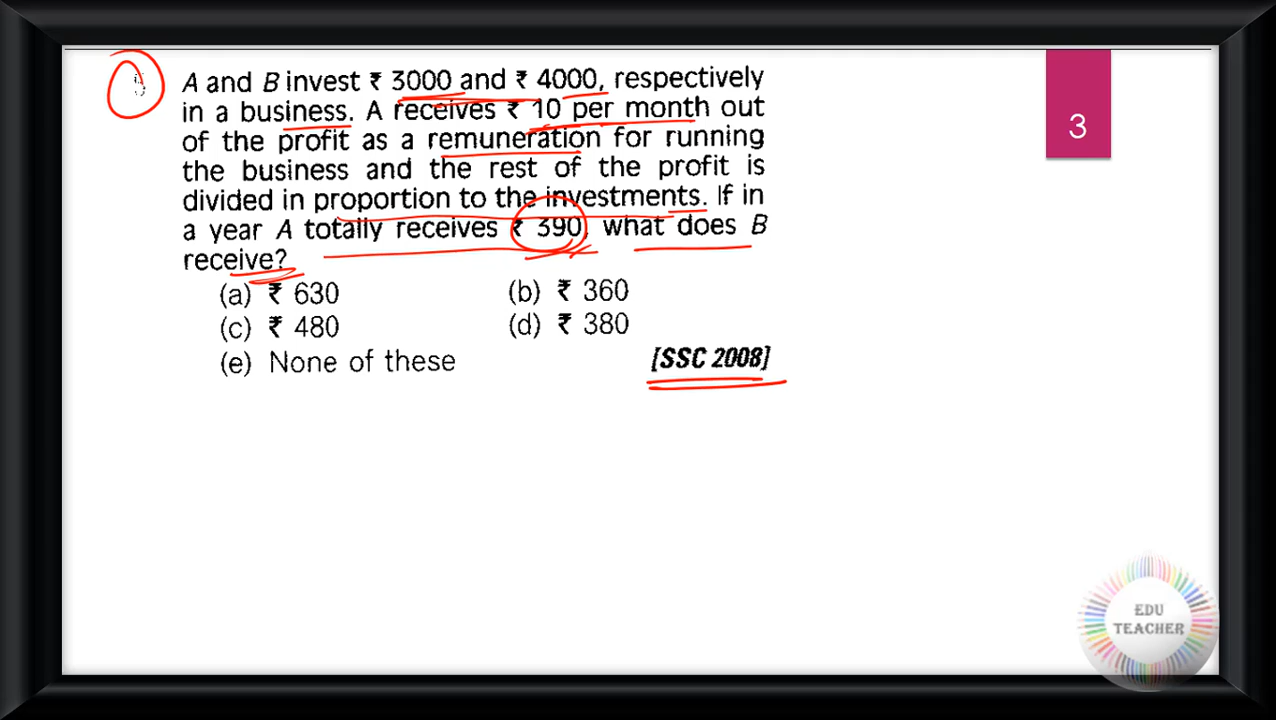 3
A and B invest ₹ 3000 and ₹ 4000, respectively
in a business. A receives ₹ 10 per month out
of the profit as a remuneration for running
the business and the rest of the profit is
divided in proportion to the investments. If in
a year A totally receives ₹ 390, what does B
receive?
(a) ₹ 630 (b) ₹ 360
(c) ₹ 480 (d) ₹ 380
(e) None of these [SSC 2008]
EDU
TEACHER